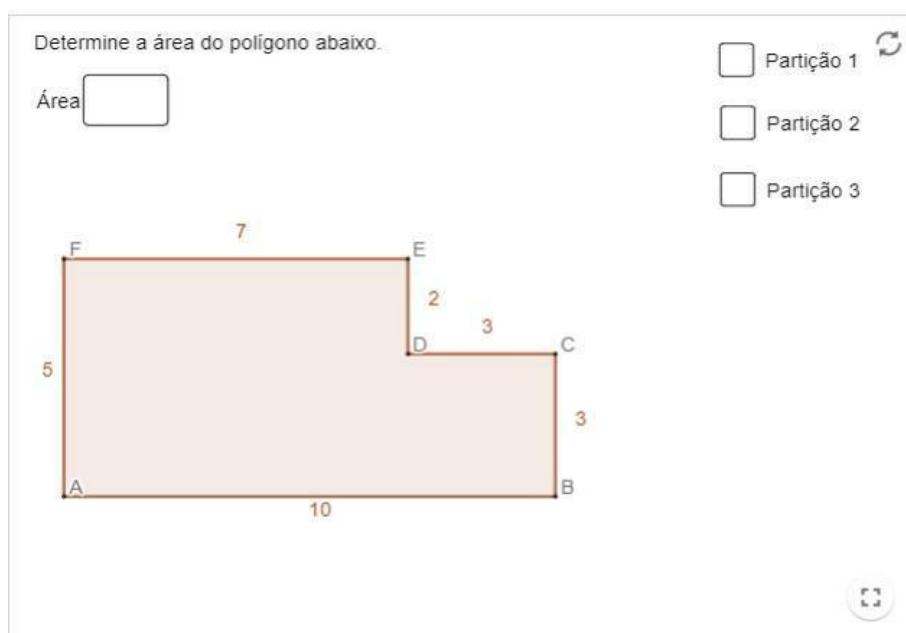 Determine a área do polígono abaixo.
Área
Partição 1
Partição 2
Partição 3
7
F
E
2
3
D
C
5
3
A
B
10